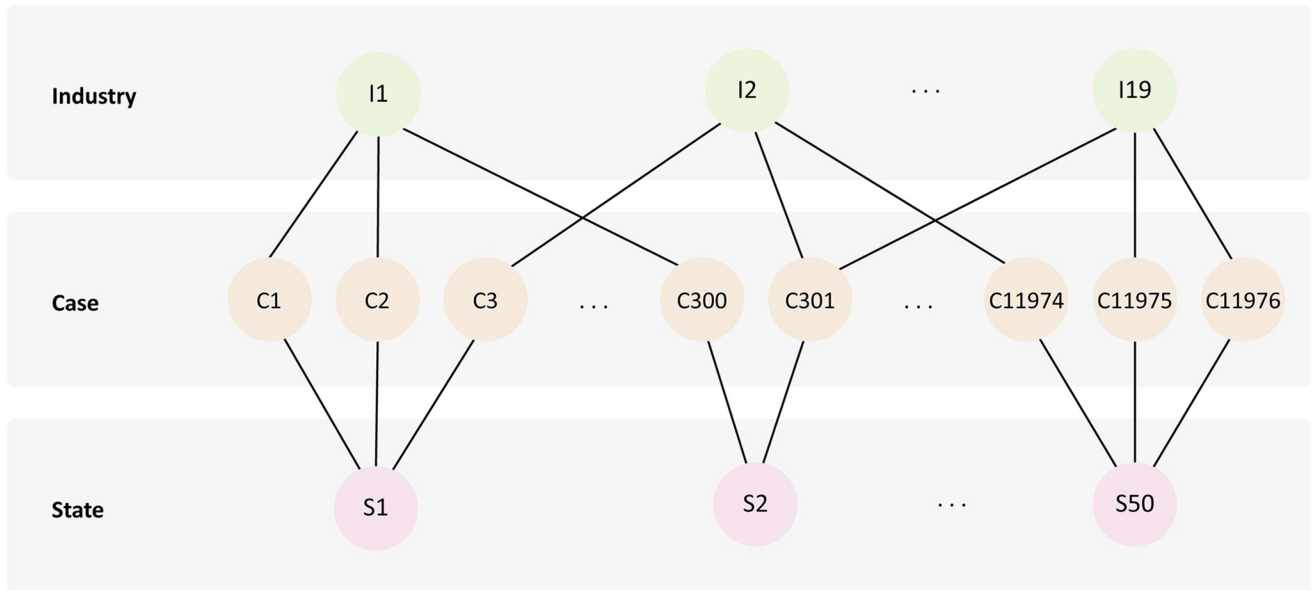 Industry I1 I2 . . . I19
Case C1 C2 C3 . . . C300 C301 . . . C11974 C11975 C11976
State S1 S2 . . . S50